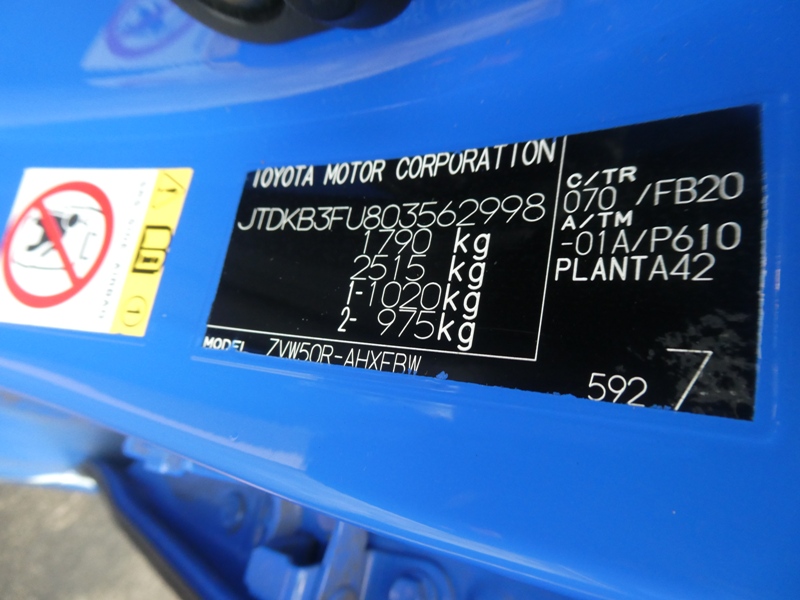 TOYOTA MOTOR CORPORATION
JTDKB3FU803562998
1790 kg
2515 kg
1-1020kg
2- 975kg
MODEL ZVW50R-AHXEBW
C/TR
070 /FB20
A/TM
-01A/P610
PLANTA42
592 7